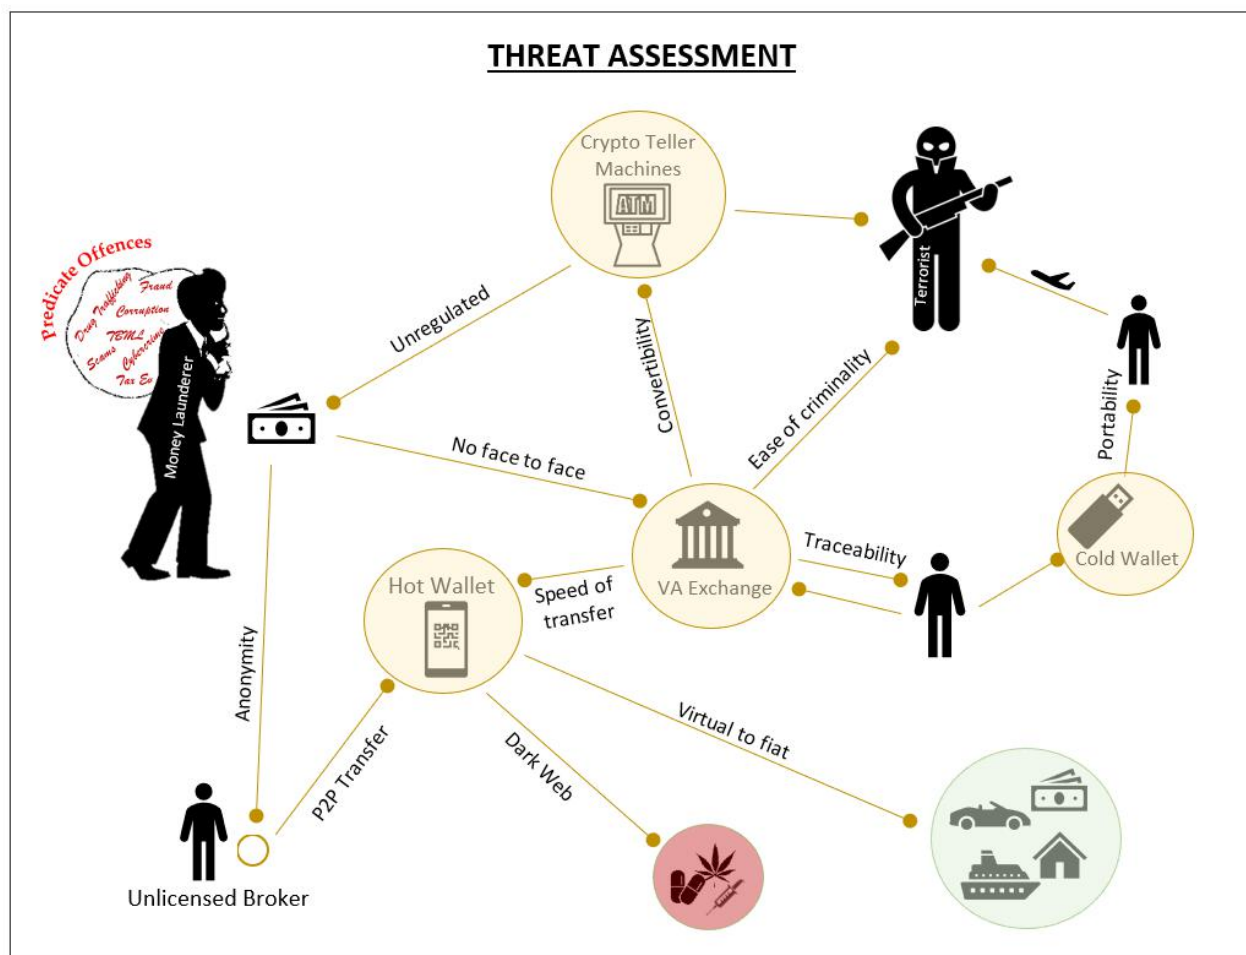 THREAT ASSESSMENT
Crypto Teller
Machines
ATM
Terrorist
Predicate Offences
Drug Trafficking
Fraud
Corruption
TBML
Scams
Cybercrime
Tax Ev
Money Launderer
Unregulated
Convertibility
Ease of criminality
Portability
No face to face
VA Exchange
Traceability
Cold Wallet
Hot Wallet
Speed of
transfer
Anonymity
P2P Transfer
Dark Web
Virtual to fiat
Unlicensed Broker